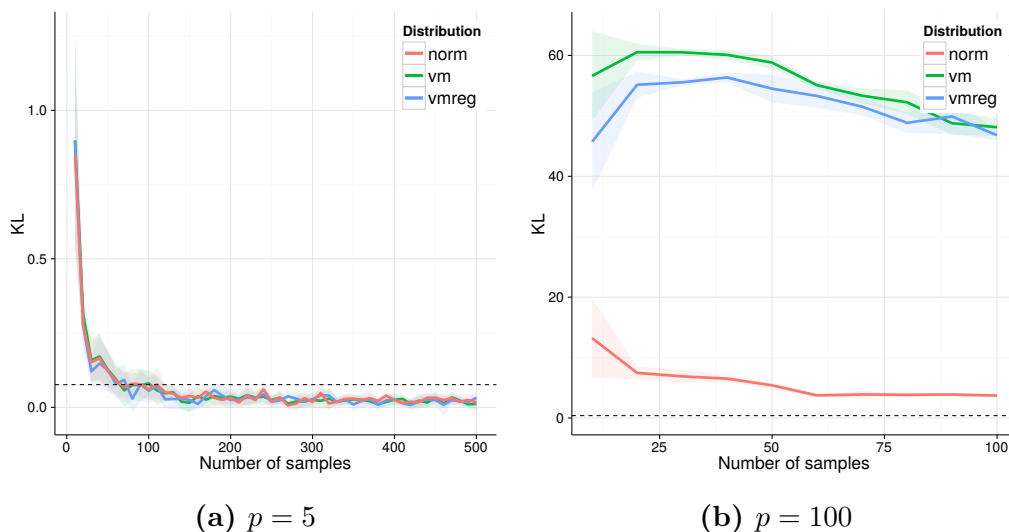 Distribution
norm
vm
vmreg
1.0
0.5
0.0
KL
0 100 200 300 400 500
Number of samples
(a) p = 5
Distribution
norm
vm
vmreg
60
40
20
0
KL
25 50 75 100
Number of samples
(b) p = 100